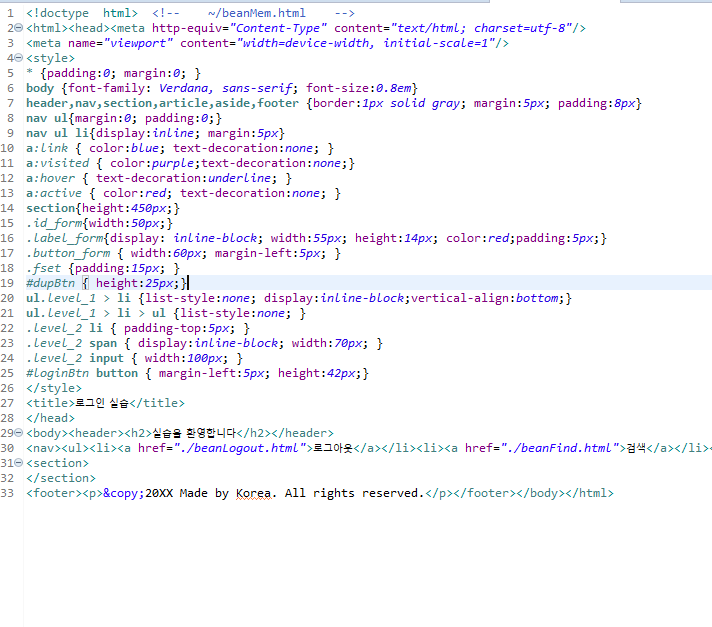 1 <!doctype  html>  <!--    ~/beanMem.html    -->
2 <html><head><meta http-equiv="Content-Type" content="text/html; charset=utf-8"/>
3 <meta name="viewport" content="width=device-width, initial-scale=1"/>
4 <style>
5 * {padding:0; margin:0; }
6 body {font-family: Verdana, sans-serif; font-size:0.8em}
7 header,nav,section,article,aside,footer {border:1px solid gray; margin:5px; padding:8px}
8 nav ul{margin:0; padding:0;}
9 nav ul li{display:inline; margin:5px}
10 a:link { color:blue; text-decoration:none; }
11 a:visited { color:purple;text-decoration:none;}
12 a:hover { text-decoration:underline; }
13 a:active { color:red; text-decoration:none; }
14 section{height:450px;}
15 .id_form{width:50px;}
16 .label_form{display: inline-block; width:55px; height:14px; color:red;padding:5px;}
17 .button_form { width:60px; margin-left:5px; }
18 .fset {padding:15px; }
19 #dupBtn { height:25px;}
20 ul.level_1 > li {list-style:none; display:inline-block;vertical-align:bottom;}
21 ul.level_1 > li > ul {list-style:none; }
22 .level_2 li { padding-top:5px; }
23 .level_2 span { display:inline-block; width:70px; }
24 .level_2 input { width:100px; }
25 #loginBtn button { margin-left:5px; height:42px;}
26 </style>
27 <title>로그인 실습</title>
28 </head>
29 <body><header><h2>실습을 환영합니다</h2></header>
30 <nav><ul><li><a href="./beanLogout.html">로그아웃</a></li><li><a href="./beanFind.html">검색</a></li><
31 <section>
32 </section>
33 <footer><p>&copy;20XX Made by Korea. All rights reserved.</p></footer></body></html>